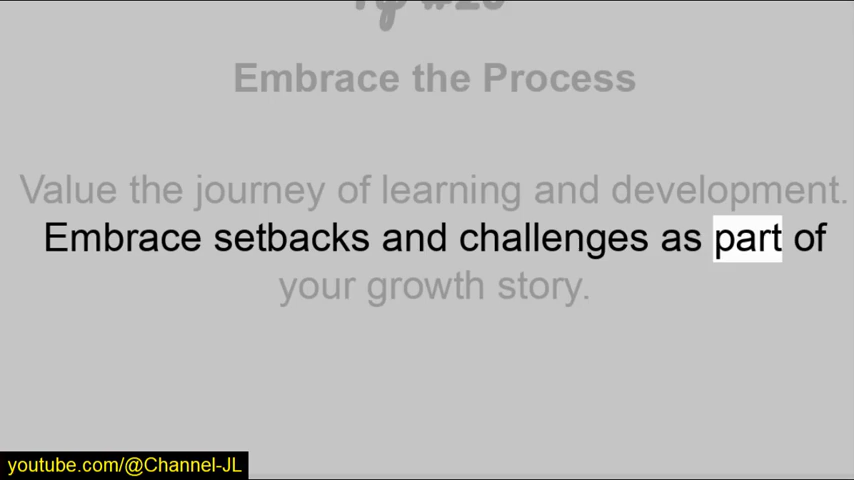 Embrace the Process
Value the journey of learning and development.
Embrace setbacks and challenges as part of
your growth story.
youtube.com/@Channel-JL